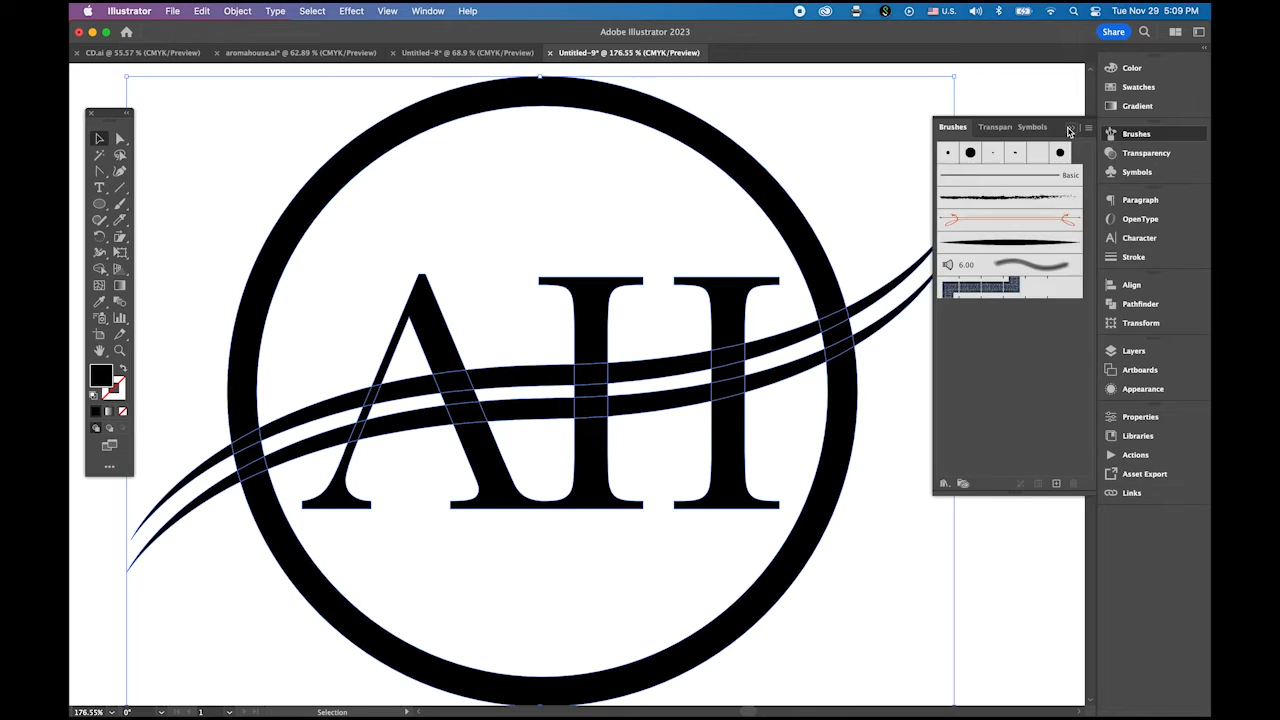 Illustrator File Edit Object Type Select Effect View Window Help U.S. Tue Nov 29 5:09 PM
Adobe Illustrator 2023
Share
CD.ai @ 55.57 % (CMYK/Preview) aromahouse.ai* @ 62.89 % (CMYK/Preview) Untitled-8* @ 68.9 % (CMYK/Preview) Untitled-9* @ 176.55 % (CMYK/Preview)
Color
Swatches
Gradient
Brushes Transpar Symbols
Brushes
Transparency
Symbols
Basic
6.00
Paragraph
OpenType
Character
Stroke
Align
Pathfinder
Transform
Layers
Artboards
Appearance
Properties
Libraries
Actions
Asset Export
Links
AH
176.55% 0° 1 Selection